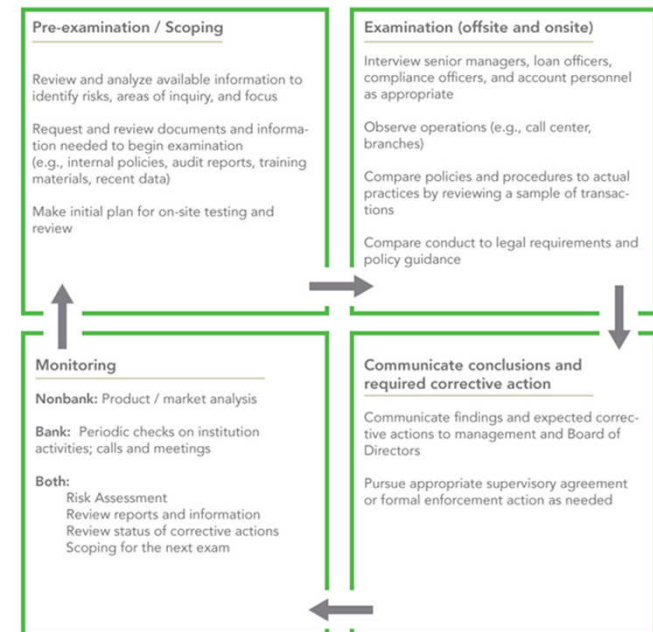 Pre-examination / Scoping
Review and analyze available information to
identify risks, areas of inquiry, and focus
Request and review documents and informa-
tion needed to begin examination
(e.g., internal policies, audit reports, training
materials, recent data)
Make initial plan for on-site testing and
review
Examination (offsite and onsite)
Interview senior managers, loan officers,
compliance officers, and account personnel
as appropriate
Observe operations (e.g., call center,
branches)
Compare policies and procedures to actual
practices by reviewing a sample of transac-
tions
Compare conduct to legal requirements and
policy guidance
Communicate conclusions and
required corrective action
Communicate findings and expected correc-
tive actions to management and Board of
Directors
Pursue appropriate supervisory agreement
or formal enforcement action as needed
Monitoring
Nonbank: Product / market analysis
Bank: Periodic checks on institution
activities; calls and meetings
Both:
Risk Assessment
Review reports and information
Review status of corrective actions
Scoping for the next exam